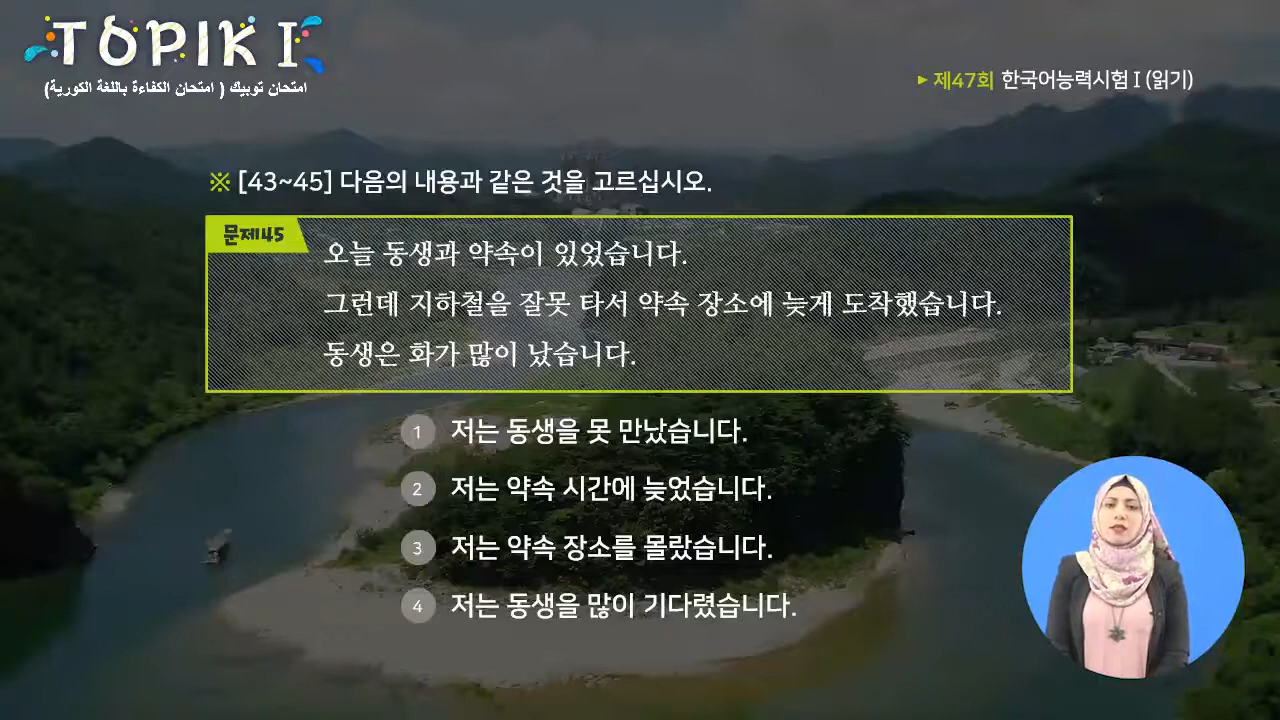 TOPIK I
امتحان توبيك ( امتحان الكفاءة باللغة الكورية)
▶ 제47회 한국어능력시험 I (읽기)
※ [43~45] 다음의 내용과 같은 것을 고르십시오.
문제45
오늘 동생과 약속이 있었습니다.
그런데 지하철을 잘못 타서 약속 장소에 늦게 도착했습니다.
동생은 화가 많이 났습니다.
1 저는 동생을 못 만났습니다.
2 저는 약속 시간에 늦었습니다.
3 저는 약속 장소를 몰랐습니다.
4 저는 동생을 많이 기다렸습니다.